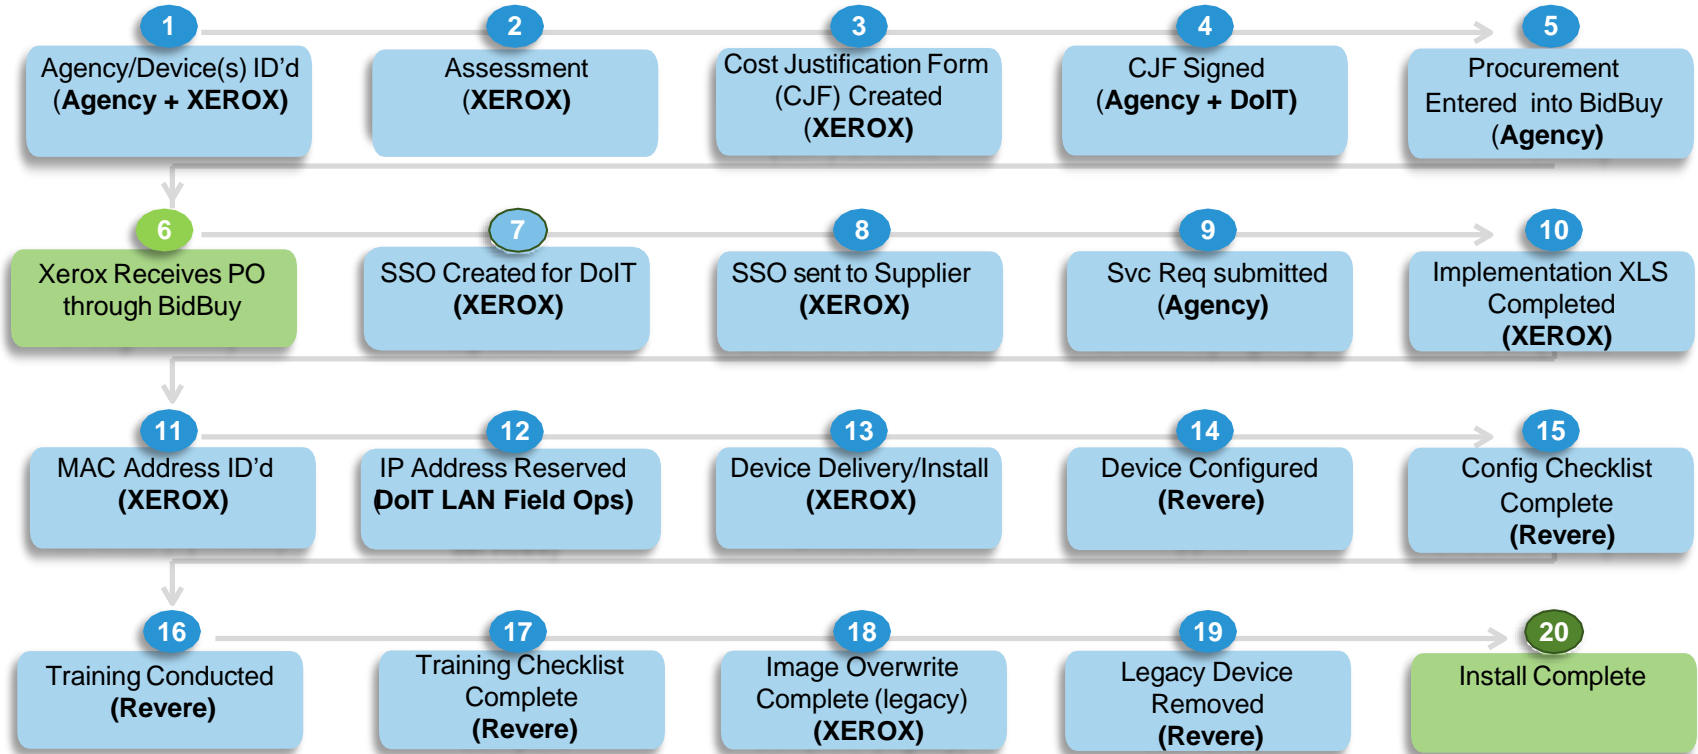 1
Agency/Device(s) ID’d
(Agency + XEROX)
2
Assessment
(XEROX)
3
Cost Justification Form
(CJF) Created
(XEROX)
4
CJF Signed
(Agency + DoIT)
5
Procurement
Entered into BidBuy
(Agency)
6
Xerox Receives PO
through BidBuy
7
SSO Created for DoIT
(XEROX)
8
SSO sent to Supplier
(XEROX)
9
Svc Req submitted
(Agency)
10
Implementation XLS
Completed
(XEROX)
11
MAC Address ID’d
(XEROX)
12
IP Address Reserved
(DoIT LAN Field Ops)
13
Device Delivery/Install
(XEROX)
14
Device Configured
(Revere)
15
Config Checklist
Complete
(Revere)
16
Training Conducted
(Revere)
17
Training Checklist
Complete
(Revere)
18
Image Overwrite
Complete (legacy)
(XEROX)
19
Legacy Device
Removed
(Revere)
20
Install Complete